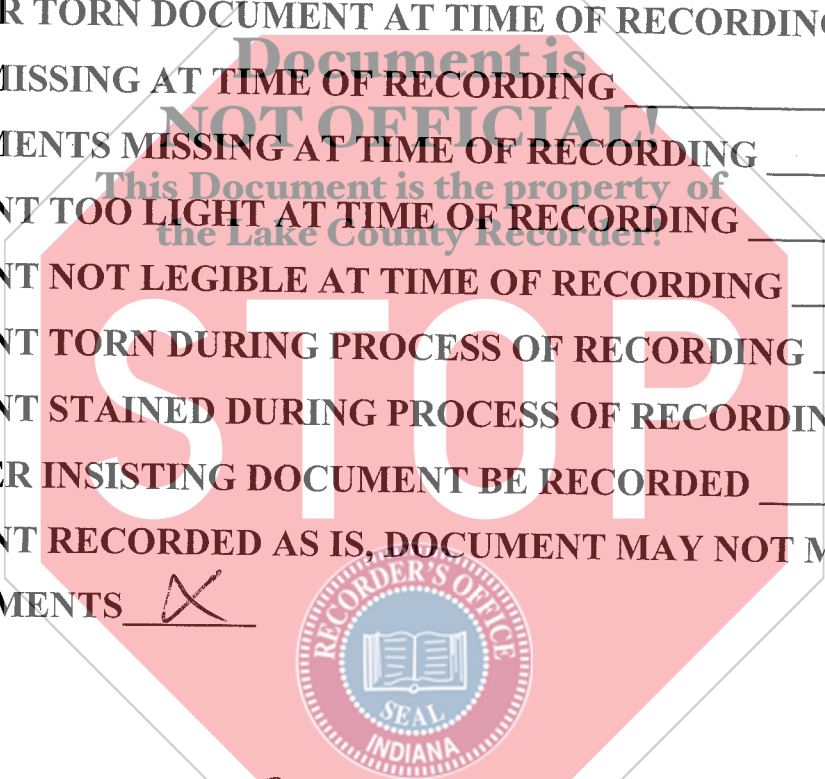 R TORN DOCUMENT AT TIME OF RECORDING
Document is
MISSING AT TIME OF RECORDING
NOT OFFICIAL!
MENTS MISSING AT TIME OF RECORDING
This Document is the property of
NT TOO LIGHT AT TIME OF RECORDING
the Lake County Recorder!
NT NOT LEGIBLE AT TIME OF RECORDING
STOP
NT TORN DURING PROCESS OF RECORDING
NT STAINED DURING PROCESS OF RECORDIN
ER INSISTING DOCUMENT BE RECORDED
NT RECORDED AS IS, DOCUMENT MAY NOT M
MENTS X
RECORDER'S OFFICE
SEAL
INDIANA